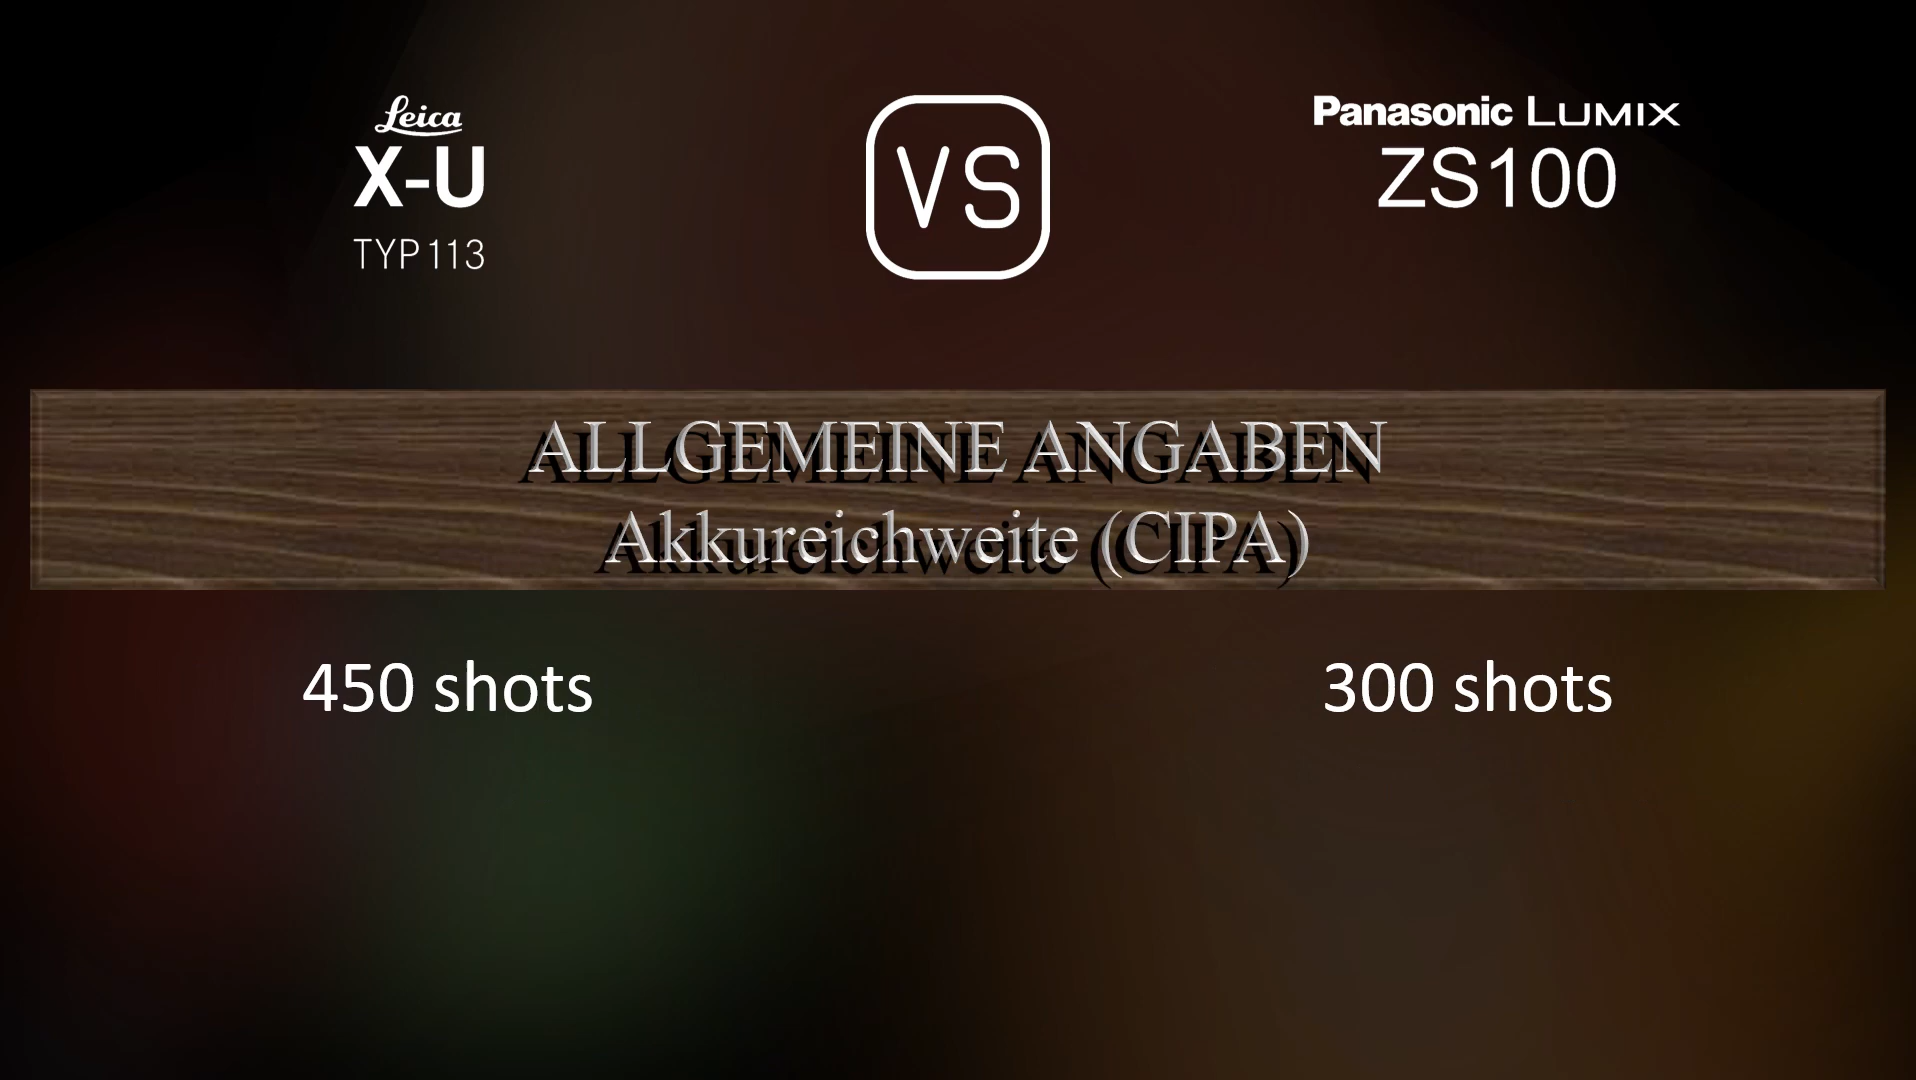 Leica
X-U
TYP 113
VS
Panasonic LUMIX
ZS100
ALLGEMEINE ANGABEN
Akkureichweite (CIPA)
450 shots
300 shots